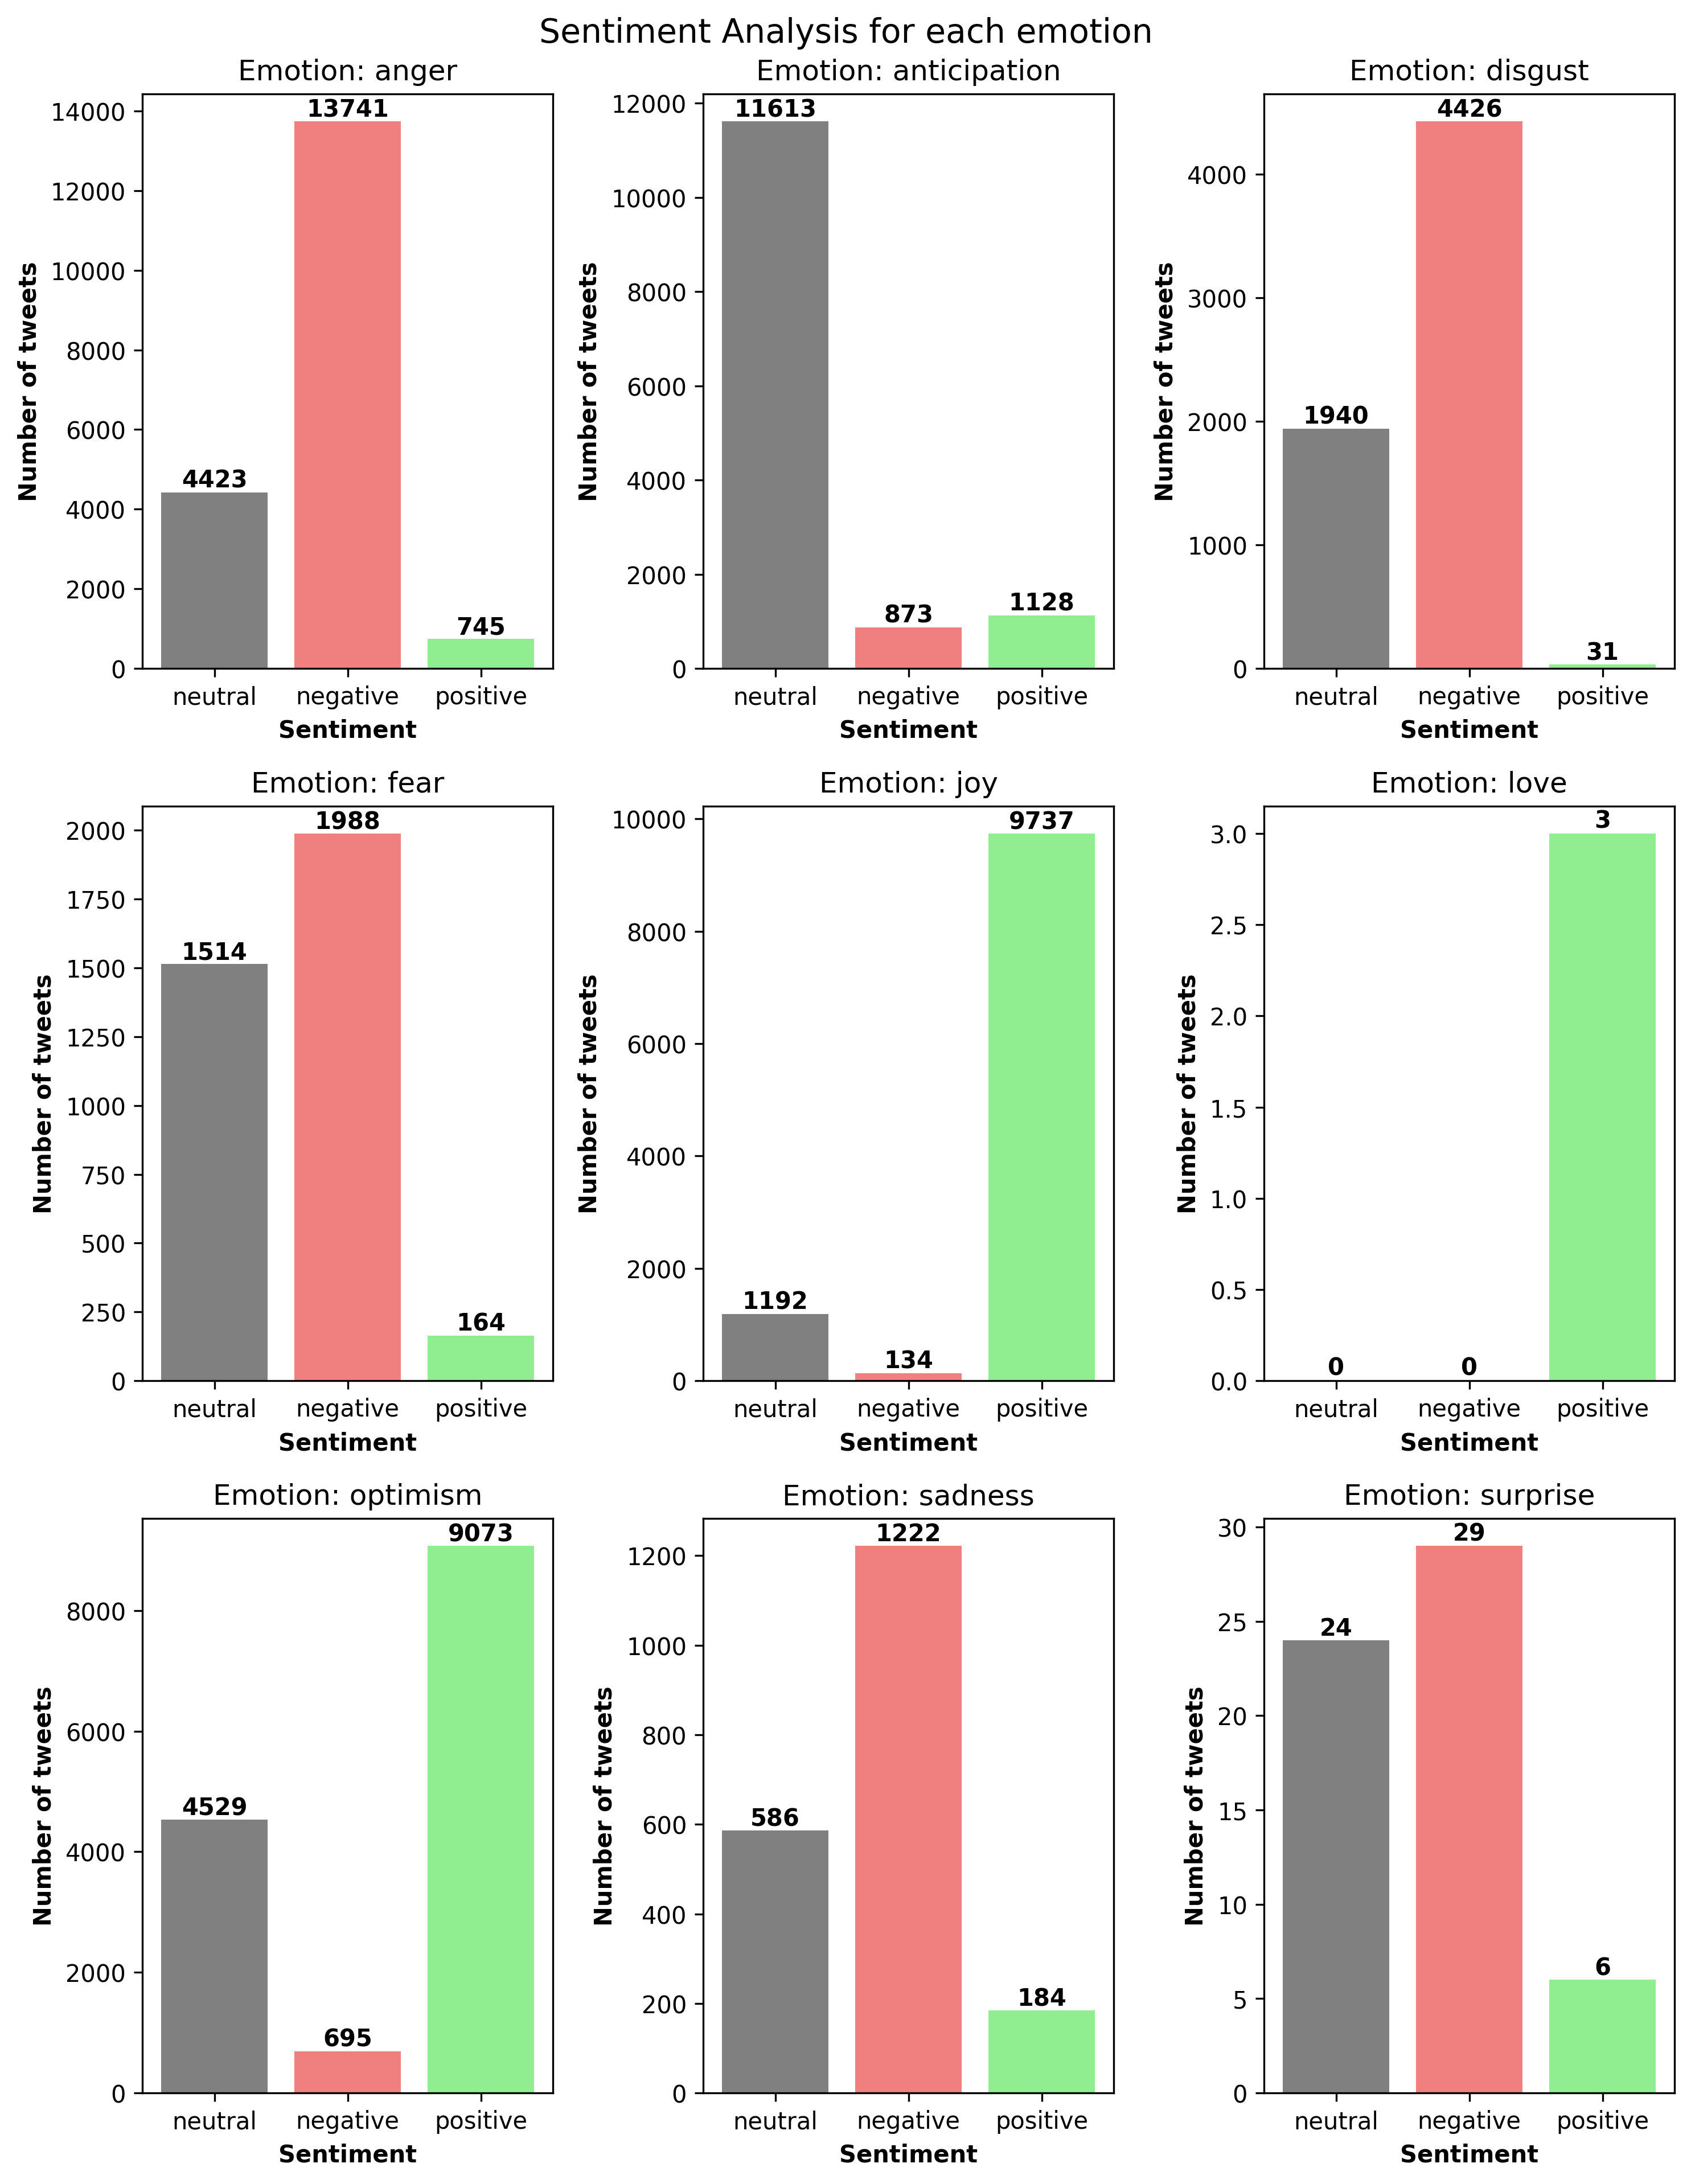 Sentiment Analysis for each emotion
Emotion: anger
Number of tweets
14000
12000
10000
8000
6000
4000
2000
0
4423
13741
745
neutral negative positive
Sentiment
Emotion: anticipation
Number of tweets
12000
10000
8000
6000
4000
2000
0
11613
873
1128
neutral negative positive
Sentiment
Emotion: disgust
Number of tweets
4000
3000
2000
1000
0
1940
4426
31
neutral negative positive
Sentiment
Emotion: fear
Number of tweets
2000
1750
1500
1250
1000
750
500
250
0
1514
1988
164
neutral negative positive
Sentiment
Emotion: joy
Number of tweets
10000
8000
6000
4000
2000
0
1192
134
9737
neutral negative positive
Sentiment
Emotion: love
Number of tweets
3.0
2.5
2.0
1.5
1.0
0.5
0.0
0
0
3
neutral negative positive
Sentiment
Emotion: optimism
Number of tweets
8000
6000
4000
2000
0
4529
695
9073
neutral negative positive
Sentiment
Emotion: sadness
Number of tweets
1200
1000
800
600
400
200
0
586
1222
184
neutral negative positive
Sentiment
Emotion: surprise
Number of tweets
30
25
20
15
10
5
0
24
29
6
neutral negative positive
Sentiment